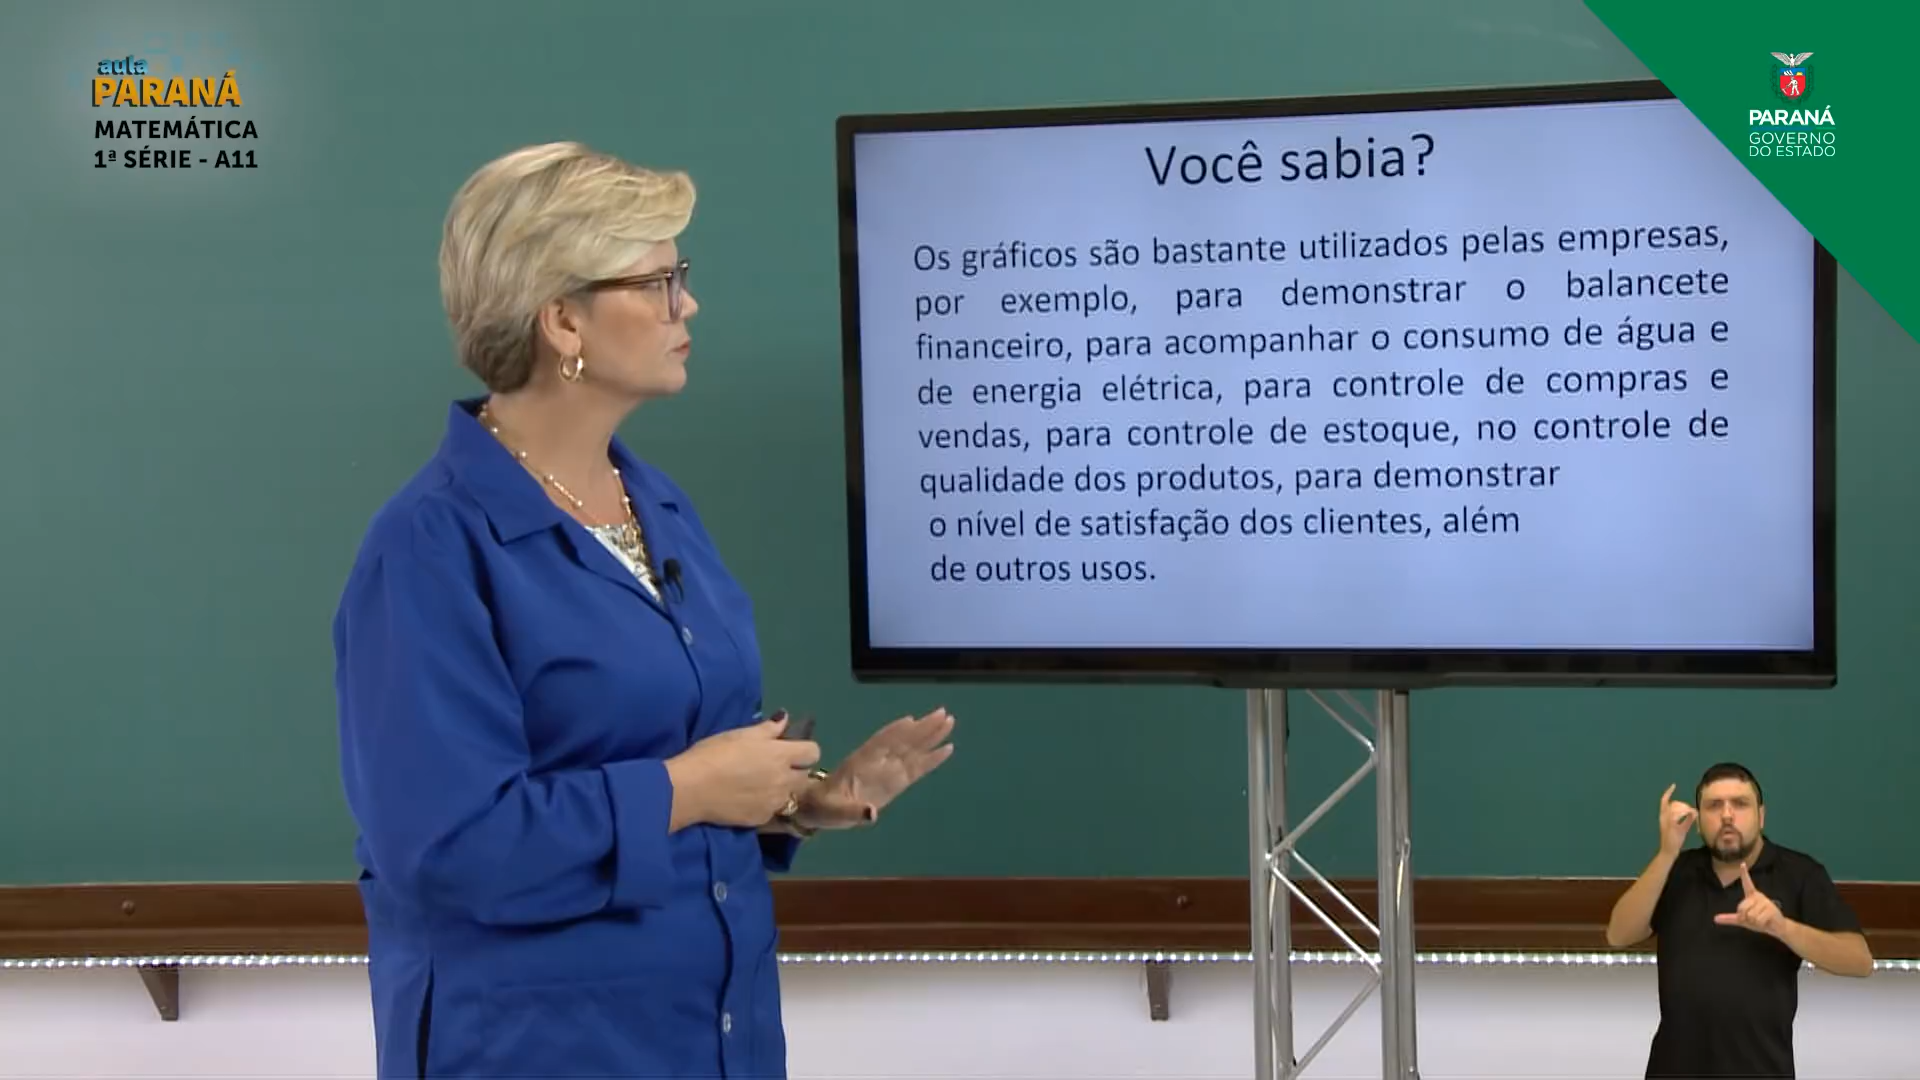 aula
PARANÁ
MATEMÁTICA
1ª SÉRIE - A11
PARANÁ
GOVERNO
DO ESTADO
Você sabia?
Os gráficos são bastante utilizados pelas empresas,
por exemplo, para demonstrar o balancete
financeiro, para acompanhar o consumo de água e
de energia elétrica, para controle de compras e
vendas, para controle de estoque, no controle de
qualidade dos produtos, para demonstrar
o nível de satisfação dos clientes, além
de outros usos.